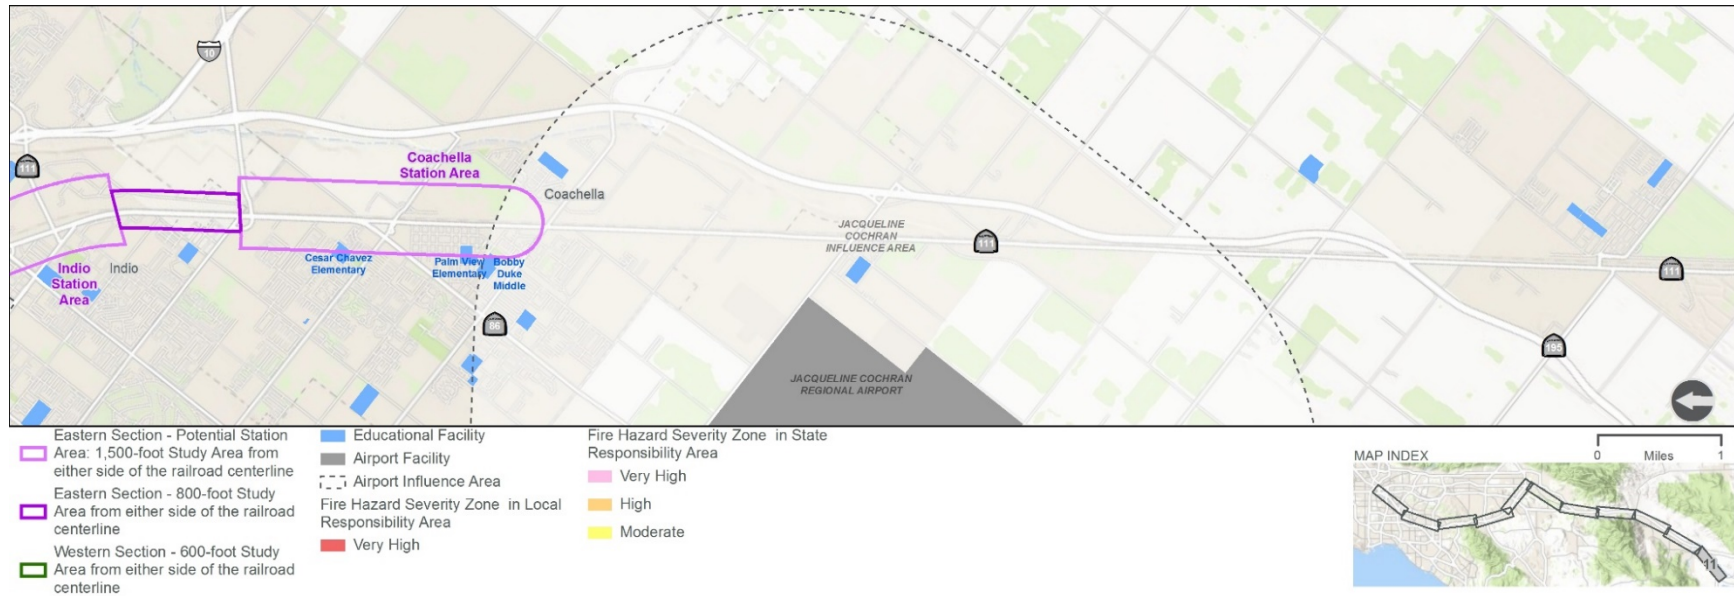 10
111
Coachella
Station Area
Coachella
JACQUELINE
COCHRAN
INFLUENCE AREA
111
Indio
Station
Area
Indio
Cesar Chavez
Elementary
Palm View
Elementary
Bobby
Duke
Middle
86
111
195
JACQUELINE COCHRAN
REGIONAL AIRPORT
Eastern Section - Potential Station
Area: 1,500-foot Study Area from
either side of the railroad centerline
Eastern Section - 800-foot Study
Area from either side of the railroad
centerline
Western Section - 600-foot Study
Area from either side of the railroad
centerline
Educational Facility
Airport Facility
Airport Influence Area
Fire Hazard Severity Zone in Local
Responsibility Area
Very High
Fire Hazard Severity Zone in State
Responsibility Area
Very High
High
Moderate
0 Miles 1
MAP INDEX
11